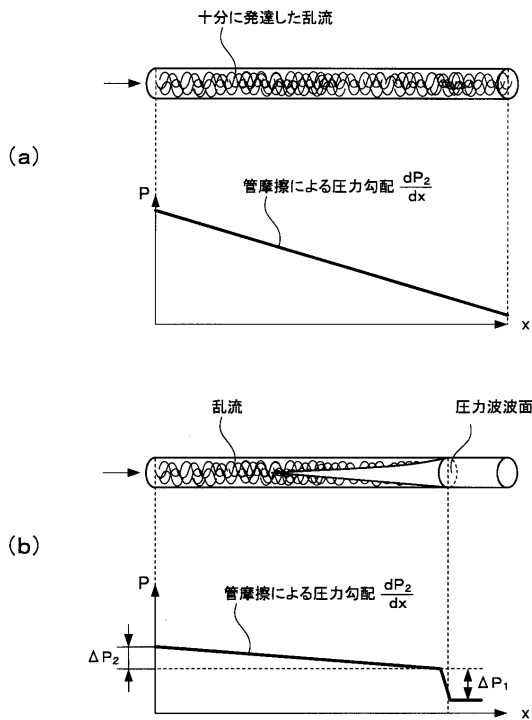 十分に発達した乱流
(a)
P
管摩擦による圧力勾配 dP₂/dx
x
乱流
圧力波波面
(b)
P
管摩擦による圧力勾配 dP₂/dx
ΔP₂
ΔP₁
x